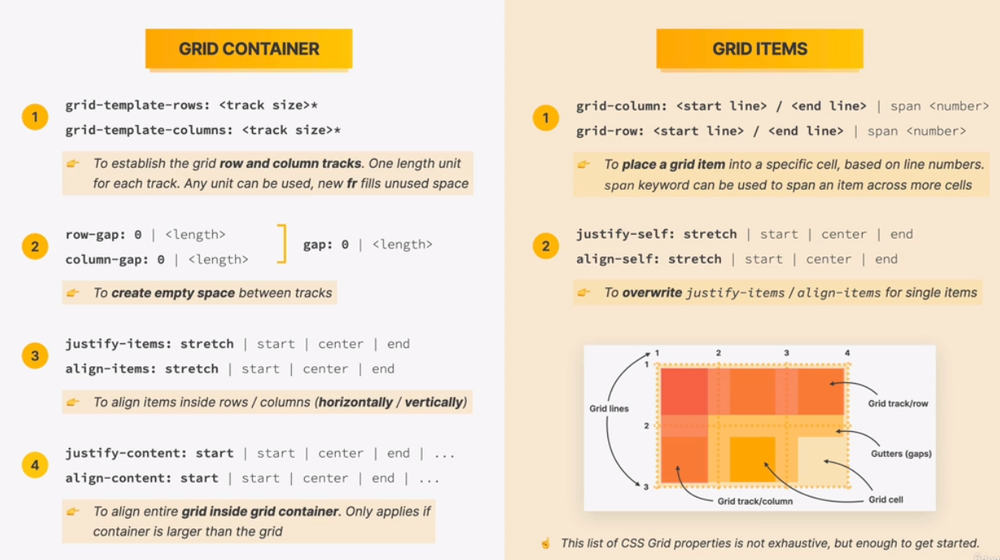 GRID CONTAINER
1
grid-template-rows: <track size>*
grid-template-columns: <track size>*
To establish the grid row and column tracks. One length unit
for each track. Any unit can be used, new fr fills unused space
2
row-gap: 0 | <length>
column-gap: 0 | <length>
gap: 0 | <length>
To create empty space between tracks
3
justify-items: stretch | start | center | end
align-items: stretch | start | center | end
To align items inside rows / columns (horizontally / vertically)
4
justify-content: start | start | center | end | ...
align-content: start | start | center | end | ...
To align entire grid inside grid container. Only applies if
container is larger than the grid
GRID ITEMS
1
grid-column: <start line> / <end line> | span <number>
grid-row: <start line> / <end line> | span <number>
To place a grid item into a specific cell, based on line numbers.
span keyword can be used to span an item across more cells
2
justify-self: stretch | start | center | end
align-self: stretch | start | center | end
To overwrite justify-items / align-items for single items
1 2 3 4
1
Grid track/row
Grid lines
2
Gutters (gaps)
3
Grid track/column
Grid cell
This list of CSS Grid properties is not exhaustive, but enough to get started.